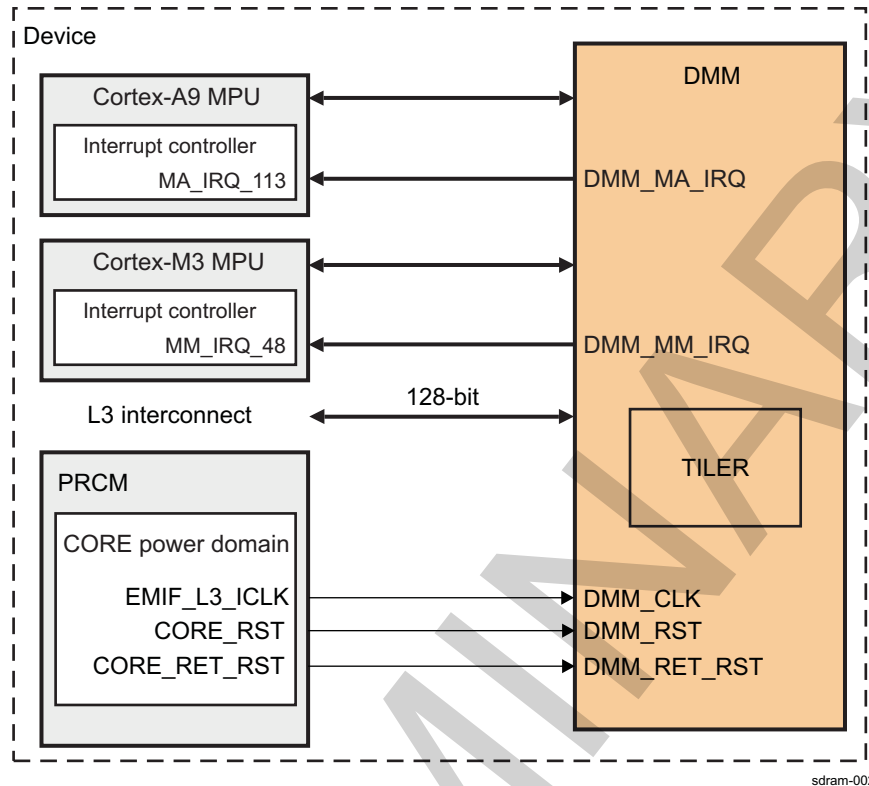 Device
Cortex-A9 MPU
Interrupt controller
MA_IRQ_113
DMM
DMM_MA_IRQ
Cortex-M3 MPU
Interrupt controller
MM_IRQ_48
DMM_MM_IRQ
L3 interconnect
128-bit
TILER
PRCM
CORE power domain
EMIF_L3_ICLK
DMM_CLK
CORE_RST
DMM_RST
CORE_RET_RST
DMM_RET_RST